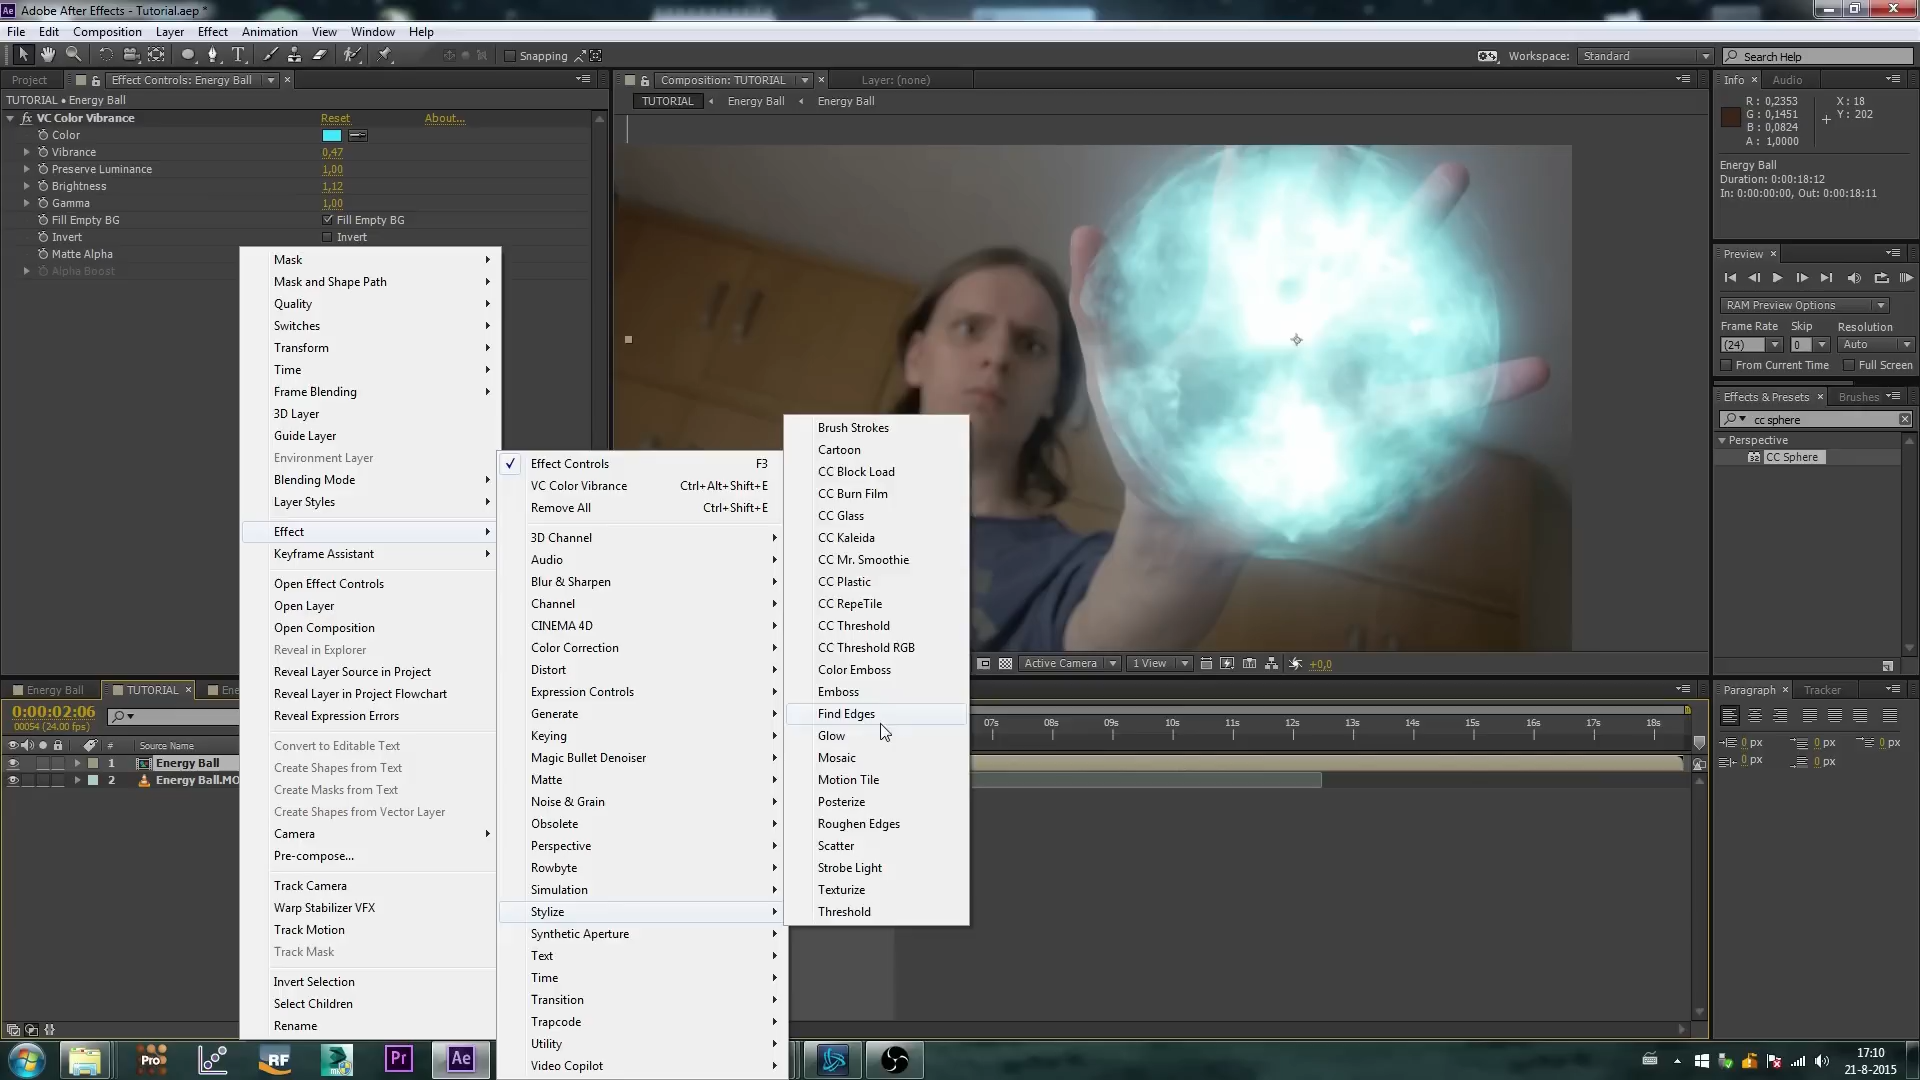 Adobe After Effects - Tutorial.aep *
File Edit Composition Layer Effect Animation View Window Help
Snapping
Workspace: Standard
Search Help
Project
Effect Controls: Energy Ball
TUTORIAL • Energy Ball
fx VC Color Vibrance Reset About...
Color
Vibrance 0,47
Preserve Luminance 1,00
Brightness 1,12
Gamma 1,00
Fill Empty BG Fill Empty BG
Invert Invert
Matte Alpha
Alpha Boost
Composition: TUTORIAL
Layer: (none)
TUTORIAL Energy Ball Energy Ball
Mask
Mask and Shape Path
Quality
Switches
Transform
Time
Frame Blending
3D Layer
Guide Layer
Environment Layer
Blending Mode
Layer Styles
Effect
Keyframe Assistant
Open Effect Controls
Open Layer
Open Composition
Reveal in Explorer
Reveal Layer Source in Project
Reveal Layer in Project Flowchart
Reveal Expression Errors
Convert to Editable Text
Create Shapes from Text
Create Masks from Text
Create Shapes from Vector Layer
Camera
Pre-compose...
Track Camera
Warp Stabilizer VFX
Track Motion
Track Mask
Invert Selection
Select Children
Rename
Effect Controls F3
VC Color Vibrance Ctrl+Alt+Shift+E
Remove All Ctrl+Shift+E
3D Channel
Audio
Blur & Sharpen
Channel
CINEMA 4D
Color Correction
Distort
Expression Controls
Generate
Keying
Magic Bullet Denoiser
Matte
Noise & Grain
Obsolete
Perspective
Rowbyte
Simulation
Stylize
Synthetic Aperture
Text
Time
Transition
Trapcode
Utility
Video Copilot
Brush Strokes
Cartoon
CC Block Load
CC Burn Film
CC Glass
CC Kaleida
CC Mr. Smoothie
CC Plastic
CC RepeTile
CC Threshold
CC Threshold RGB
Color Emboss
Emboss
Find Edges
Glow
Mosaic
Motion Tile
Posterize
Roughen Edges
Scatter
Strobe Light
Texturize
Threshold
Active Camera 1 View +0,0
Info Audio
R : 0,2353 X : 18
G : 0,1451 Y : 202
B : 0,0824
A : 1,0000
Energy Ball
Duration: 0:00:18:12
In: 0:00:00:00, Out: 0:00:18:11
Preview
RAM Preview Options
Frame Rate Skip Resolution
(24) 0 Auto
From Current Time Full Screen
Effects & Presets Brushes
cc sphere
Perspective
32 CC Sphere
Paragraph Tracker
0 px 0 px 0 px
0 px 0 px
Energy Ball TUTORIAL Ene
0:00:02:06
00054 (24.00 fps)
# Source Name
1 Energy Ball
2 Energy Ball.MO
07s 08s 09s 10s 11s 12s 13s 14s 15s 16s 17s 18s
Pro RF Pr Ae
17:10
21-8-2015